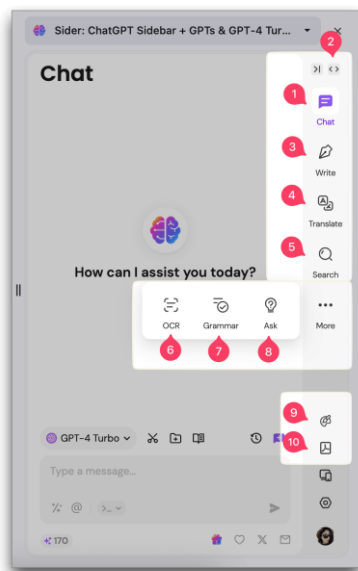 Sider: ChatGPT Sidebar + GPTs & GPT-4 Tur...
2
Chat
1
Chat
3
Write
4
Translate
5
Search
How can I assist you today?
OCR
Grammar
Ask
More
6
7
8
9
GPT-4 Turbo
10
Type a message...
170